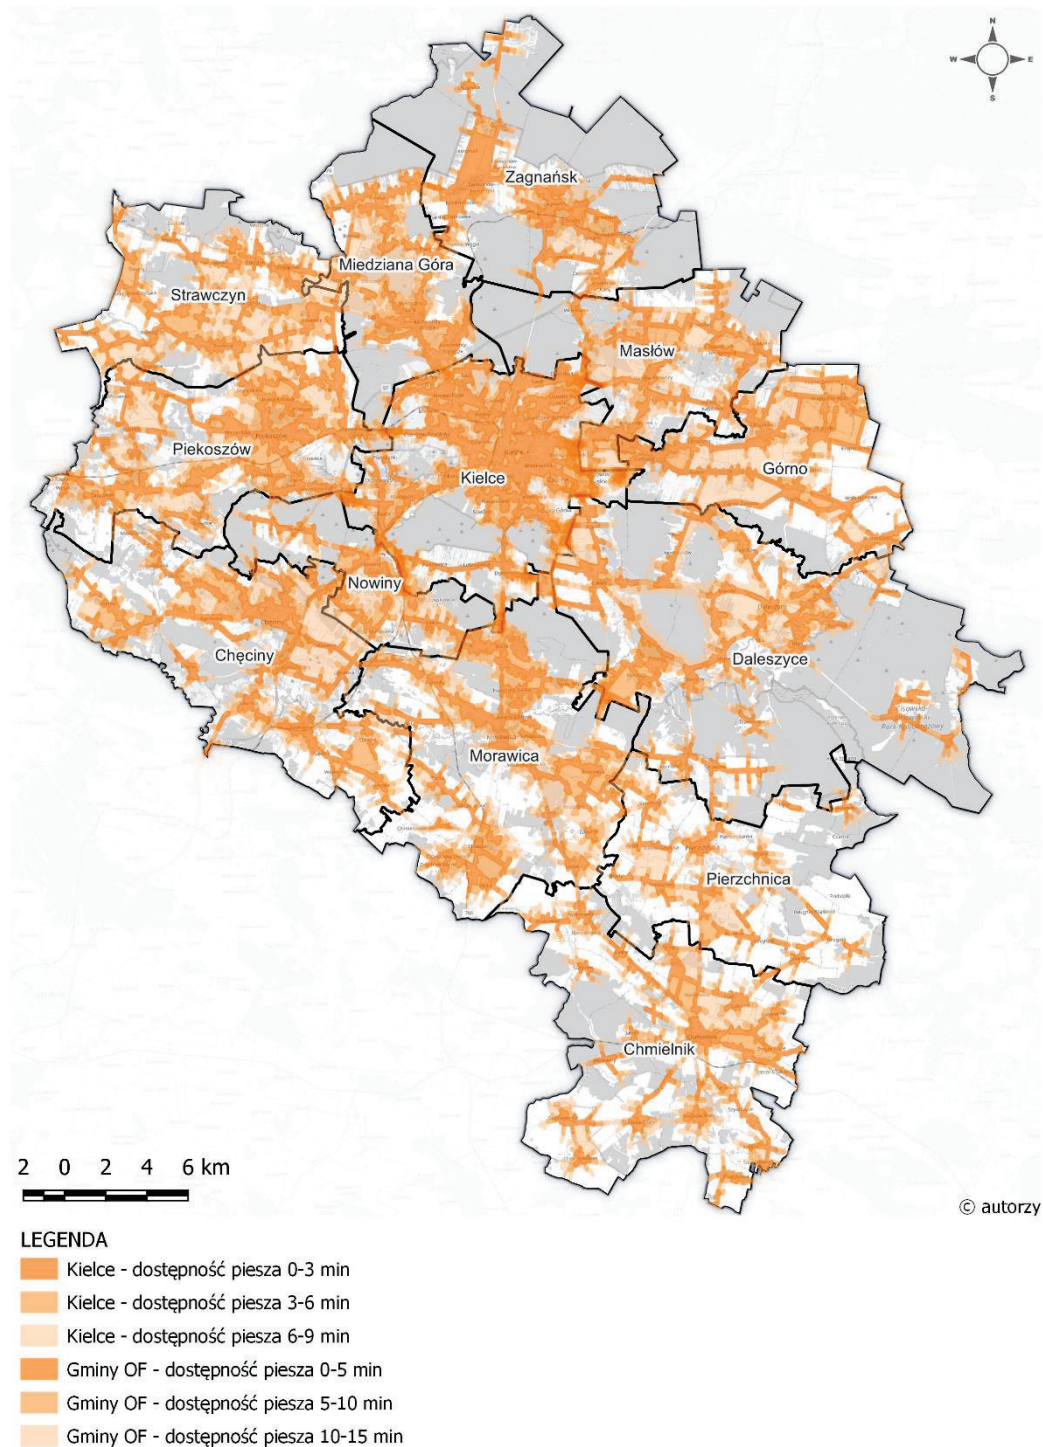 N
W E
S
Zagnańsk
Miedziana Góra
Strawczyn
Masłów
Piekoszów
Górno
Kielce
Nowiny
Chęciny
Daleszyce
Morawica
Pierzchnica
Chmielnik
2 0 2 4 6 km
© autorzy
LEGENDA
Kielce - dostępność piesza 0-3 min
Kielce - dostępność piesza 3-6 min
Kielce - dostępność piesza 6-9 min
Gminy OF - dostępność piesza 0-5 min
Gminy OF - dostępność piesza 5-10 min
Gminy OF - dostępność piesza 10-15 min